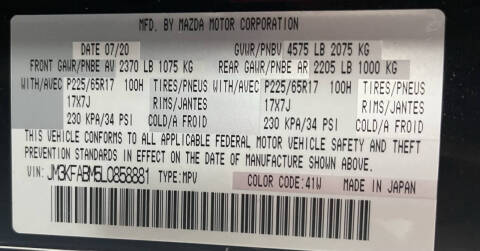 MFD. BY MAZDA MOTOR CORPORATION
DATE 07/20 GVWR/PNBV 4575 LB 2075 KG
FRONT GAWR/PNBE AV 2370 LB 1075 KG REAR GAWR/PNBE AR 2205 LB 1000 KG
WITH/AVEC P225/65R17 100H TIRES/PNEUS WITH/AVEC P225/65R17 100H TIRES/PNEUS
17X7J RIMS/JANTES 17X7J RIMS/JANTES
230 KPA/34 PSI COLD/A FROID 230 KPA/34 PSI COLD/A FROID
THIS VEHICLE CONFORMS TO ALL APPLICABLE FEDERAL MOTOR VEHICLE SAFETY AND THEFT
PREVENTION STANDARDS IN EFFECT ON THE DATE OF MANUFACTURE SHOWN ABOVE.
VIN: JM3KFABM5L0858881 TYPE:MPV COLOR CODE:41W MADE IN JAPAN